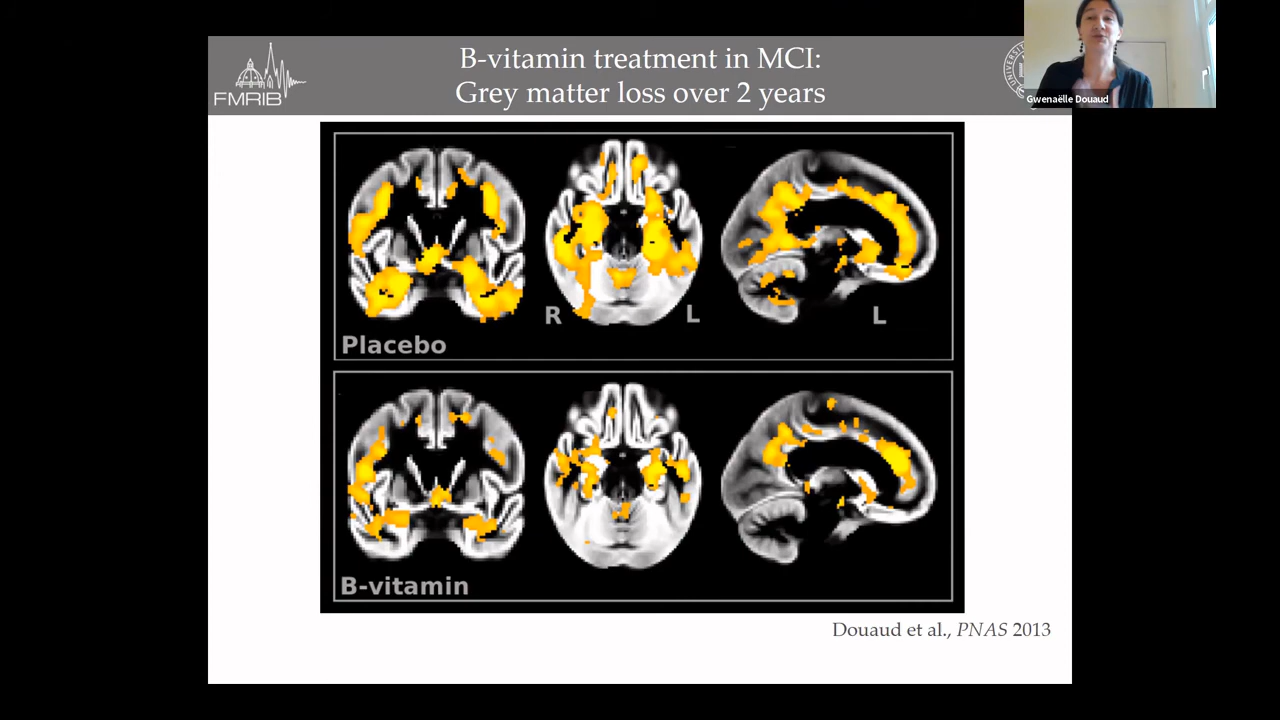 FMRIB
B-vitamin treatment in MCI:
Grey matter loss over 2 years
Gwenaëlle Douaud
R
L
L
Placebo
B-vitamin
Douaud et al., PNAS 2013